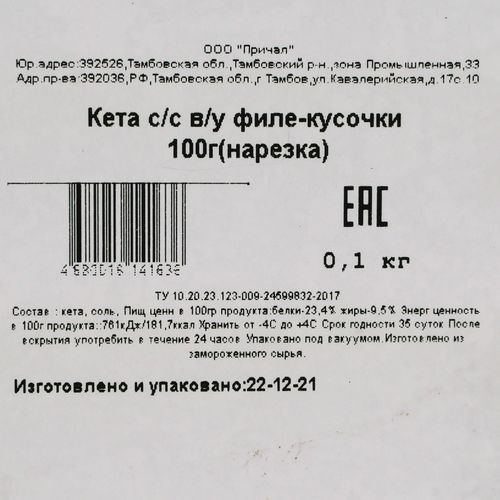 ООО "Причал"
Юр.адрес:392526,Тамбовская обл.,Тамбовский р-н.,зона Промышленная,33
Адр.пр-ва:392036,РФ,Тамбовская обл.,г Тамбов,ул.Кавалерийская,д.17с.10
Кета с/с в/у филе-кусочки
100г(нарезка)
EAC
4 680016 141636
0,1 кг
ТУ 10.20.23.123-009-24599832-2017
Состав : кета, соль, Пищ ценн в 100гр продукта:белки-23,4% жиры-9,5% Энерг ценность
в 100г продукта::761кДж/181,7ккал Хранить от -4С до +4С Срок годности 35 суток После
вскрытия употребить в течение 24 часов Упаковано под вакуумом.Изготовлено из
замороженного сырья.
Изготовлено и упаковано:22-12-21